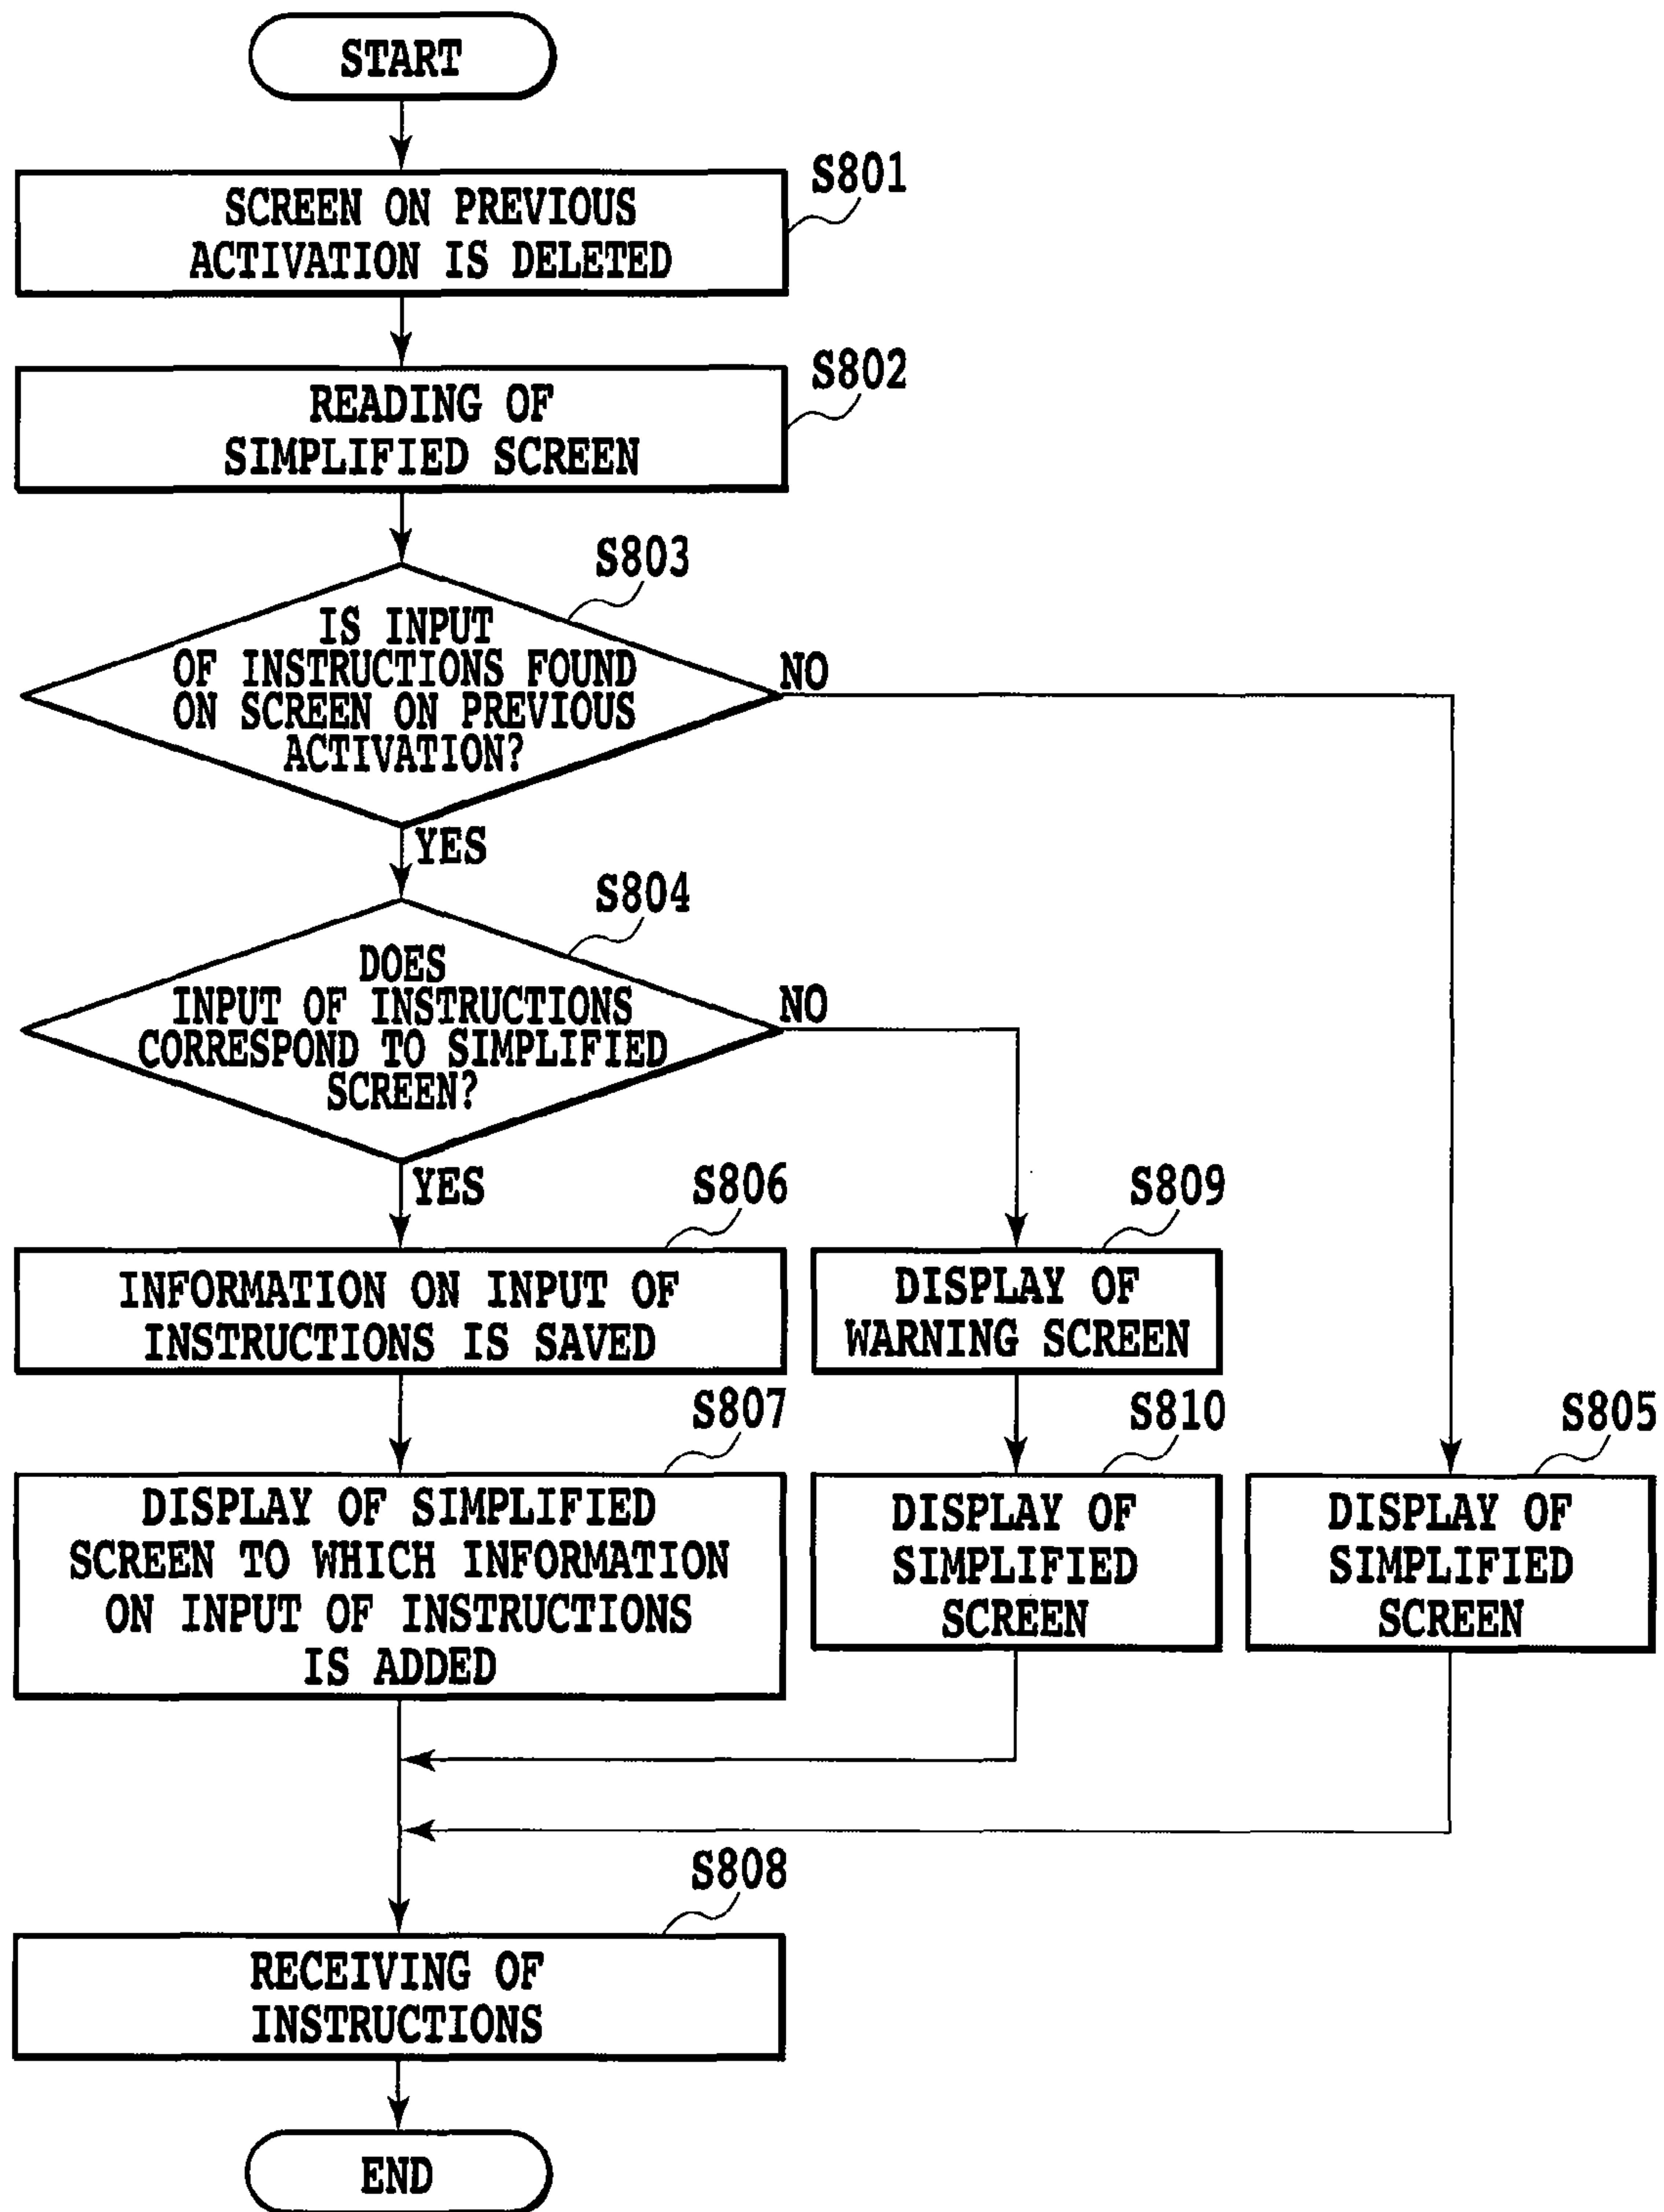 START
S801
SCREEN ON PREVIOUS
ACTIVATION IS DELETED
S802
READING OF
SIMPLIFIED SCREEN
S803
IS INPUT
OF INSTRUCTIONS FOUND
ON SCREEN ON PREVIOUS
ACTIVATION?
NO
YES
S804
DOES
INPUT OF INSTRUCTIONS
CORRESPOND TO SIMPLIFIED
SCREEN?
NO
YES
S806
INFORMATION ON INPUT OF
INSTRUCTIONS IS SAVED
S809
DISPLAY OF
WARNING SCREEN
S807
DISPLAY OF SIMPLIFIED
SCREEN TO WHICH INFORMATION
ON INPUT OF INSTRUCTIONS
IS ADDED
S810
DISPLAY OF
SIMPLIFIED
SCREEN
S805
DISPLAY OF
SIMPLIFIED
SCREEN
S808
RECEIVING OF
INSTRUCTIONS
END